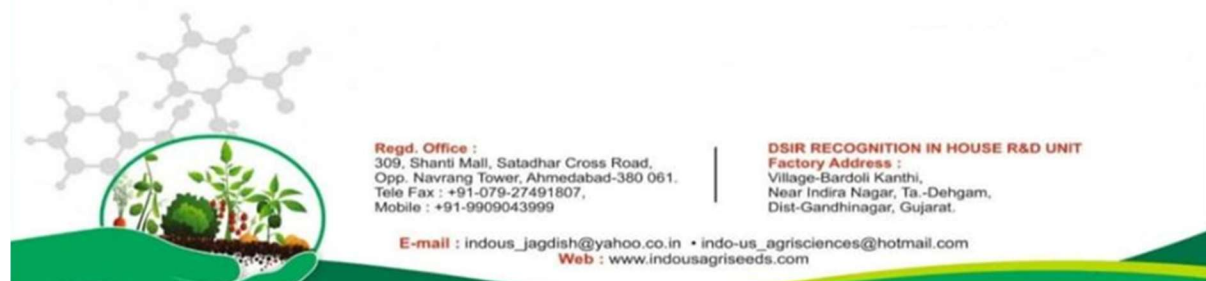 Regd. Office :
309, Shanti Mall, Satadhar Cross Road,
Opp. Navrang Tower, Ahmedabad-380 061.
Tele Fax : +91-079-27491807,
Mobile : +91-9909043999
DSIR RECOGNITION IN HOUSE R&D UNIT
Factory Address :
Village-Bardoli Kanthi,
Near Indira Nagar, Ta.-Dehgam,
Dist-Gandhinagar, Gujarat.
E-mail : indous_jagdish@yahoo.co.in • indo-us_agrisciences@hotmail.com
Web : www.indousagriseeds.com